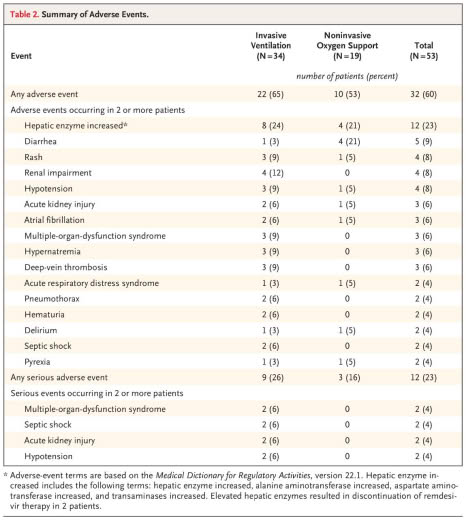 Table 2. Summary of Adverse Events.
Event Invasive Ventilation (N=34) Noninvasive Oxygen Support (N=19) Total (N=53)
number of patients (percent)
Any adverse event 22 (65) 10 (53) 32 (60)
Adverse events occurring in 2 or more patients
Hepatic enzyme increased* 8 (24) 4 (21) 12 (23)
Diarrhea 1 (3) 4 (21) 5 (9)
Rash 3 (9) 1 (5) 4 (8)
Renal impairment 4 (12) 0 4 (8)
Hypotension 3 (9) 1 (5) 4 (8)
Acute kidney injury 2 (6) 1 (5) 3 (6)
Atrial fibrillation 2 (6) 1 (5) 3 (6)
Multiple-organ-dysfunction syndrome 3 (9) 0 3 (6)
Hypernatremia 3 (9) 0 3 (6)
Deep-vein thrombosis 3 (9) 0 3 (6)
Acute respiratory distress syndrome 1 (3) 1 (5) 2 (4)
Pneumothorax 2 (6) 0 2 (4)
Hematuria 2 (6) 0 2 (4)
Delirium 1 (3) 1 (5) 2 (4)
Septic shock 2 (6) 0 2 (4)
Pyrexia 1 (3) 1 (5) 2 (4)
Any serious adverse event 9 (26) 3 (16) 12 (23)
Serious events occurring in 2 or more patients
Multiple-organ-dysfunction syndrome 2 (6) 0 2 (4)
Septic shock 2 (6) 0 2 (4)
Acute kidney injury 2 (6) 0 2 (4)
Hypotension 2 (6) 0 2 (4)
* Adverse-event terms are based on the Medical Dictionary for Regulatory Activities, version 22.1. Hepatic enzyme in-
creased includes the following terms: hepatic enzyme increased, alanine aminotransferase increased, aspartate amino-
transferase increased, and transaminases increased. Elevated hepatic enzymes resulted in discontinuation of remdes-
ivir therapy in 2 patients.